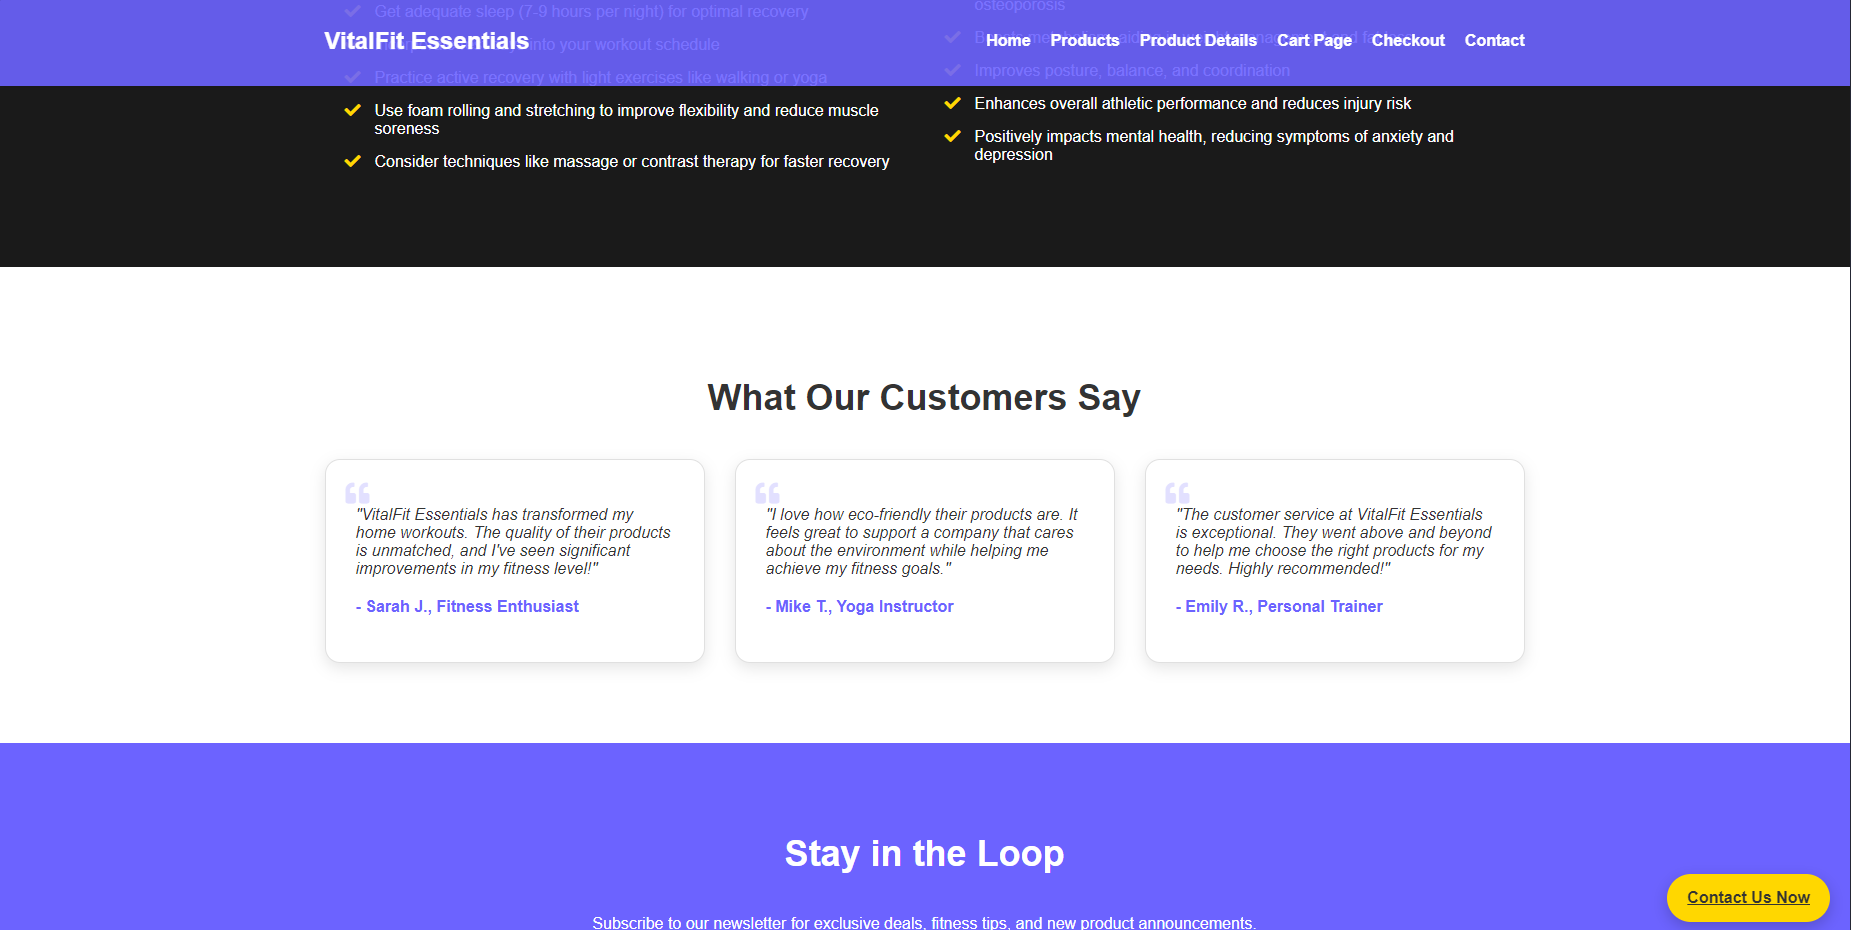 Get adequate sleep (7-9 hours per night) for optimal recovery
osteoporosis
VitalFit Essentials
Home Products Product Details Cart Page Checkout Contact
into your workout schedule
Practice active recovery with light exercises like walking or yoga
Improves posture, balance, and coordination
Use foam rolling and stretching to improve flexibility and reduce muscle
soreness
Consider techniques like massage or contrast therapy for faster recovery
Enhances overall athletic performance and reduces injury risk
Positively impacts mental health, reducing symptoms of anxiety and
depression
What Our Customers Say
"VitalFit Essentials has transformed my
home workouts. The quality of their products
is unmatched, and I've seen significant
improvements in my fitness level!"
- Sarah J., Fitness Enthusiast
"I love how eco-friendly their products are. It
feels great to support a company that cares
about the environment while helping me
achieve my fitness goals."
- Mike T., Yoga Instructor
"The customer service at VitalFit Essentials
is exceptional. They went above and beyond
to help me choose the right products for my
needs. Highly recommended!"
- Emily R., Personal Trainer
Stay in the Loop
Subscribe to our newsletter for exclusive deals, fitness tips, and new product announcements.
Contact Us Now